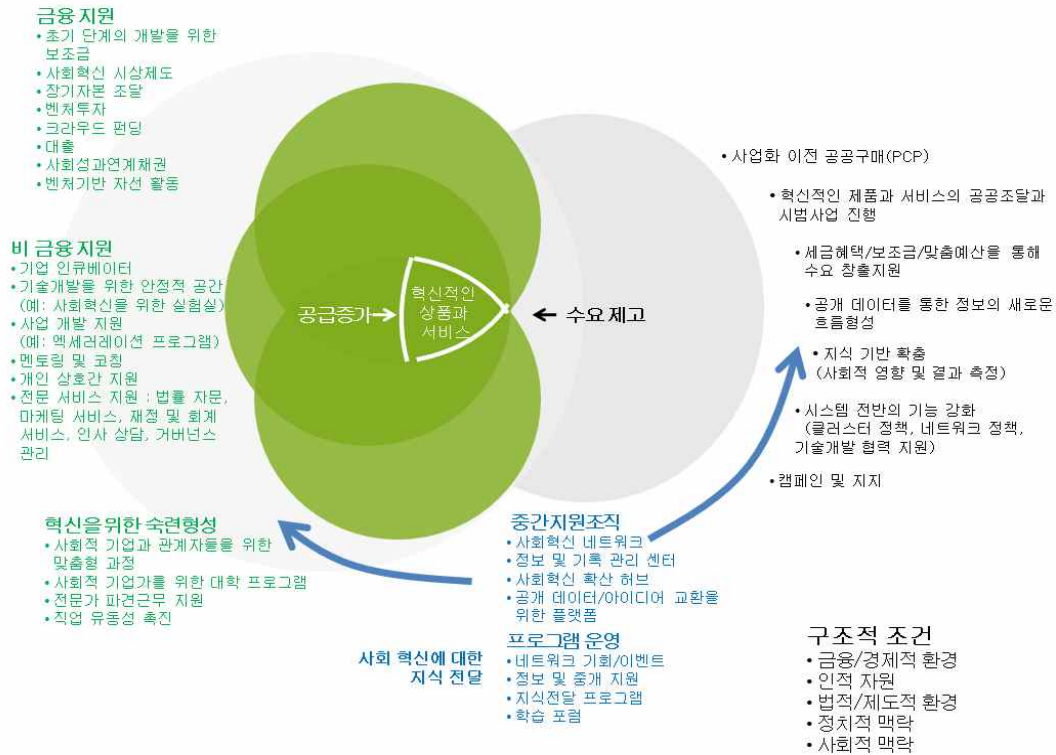 금융 지원
• 초기 단계의 개발을 위한
보조금
• 사회혁신 시상제도
• 장기자본 조달
• 벤처투자
• 크라우드 펀딩
• 대출
• 사회성과연계채권
• 벤처기반 자선 활동
비 금융 지원
• 기업 인큐베이터
• 기술개발을 위한 안정적 공간
(예: 사회혁신을 위한 실험실)
• 사업 개발 지원
(예: 엑세러레이션 프로그램)
• 멘토링 및 코칭
• 개인 상호간 지원
• 전문 서비스 지원 : 법률 자문,
마케팅 서비스, 재정 및 회계
서비스, 인사 상담, 거버넌스
관리
혁신을위한 숙련형성
• 사회적 기업과 관계자들을 위한
맞춤형 과정
• 사회적 기업가를 위한 대학 프로그램
• 전문가 파견근무 지원
• 직업 유동성 촉진
공급증가
혁신적인
상품과
서비스
수요 제고
• 사업화 이전 공공구매(PCP)
• 혁신적인 제품과 서비스의 공공조달과
시범사업 진행
• 세금혜택/보조금/맞춤예산을 통해
수요 창출지원
• 공개 데이터를 통한 정보의 새로운
흐름형성
• 지식 기반 확충
(사회적 영향 및 결과 측정)
• 시스템 전반의 기능 강화
(클러스터 정책, 네트워크 정책,
기술개발 협력 지원)
• 캠페인 및 지지
중간지원조직
• 사회혁신 네트워크
• 정보 및 기록 관리 센터
• 사회혁신 확산 허브
• 공개 데이터/아이디어 교환을
위한 플랫폼
사회 혁신에 대한
지식 전달
프로그램 운영
• 네트워크 기회/이벤트
• 정보 및 중개 지원
• 지식전달 프로그램
• 학습 포럼
구조적 조건
• 금융/경제적 환경
• 인적 자원
• 법적/제도적 환경
• 정치적 맥락
• 사회적 맥락